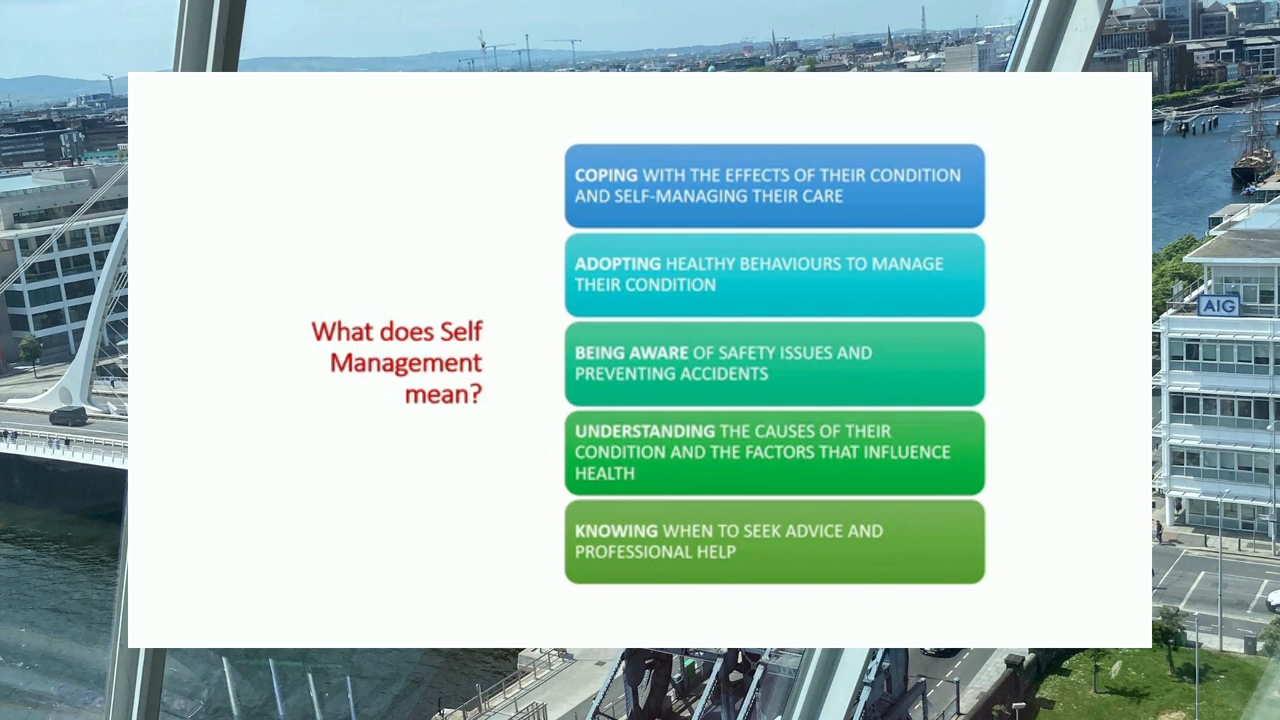 What does Self
Management
mean?
COPING WITH THE EFFECTS OF THEIR CONDITION
AND SELF-MANAGING THEIR CARE
ADOPTING HEALTHY BEHAVIOURS TO MANAGE
THEIR CONDITION
BEING AWARE OF SAFETY ISSUES AND
PREVENTING ACCIDENTS
UNDERSTANDING THE CAUSES OF THEIR
CONDITION AND THE FACTORS THAT INFLUENCE
HEALTH
KNOWING WHEN TO SEEK ADVICE AND
PROFESSIONAL HELP
AIG